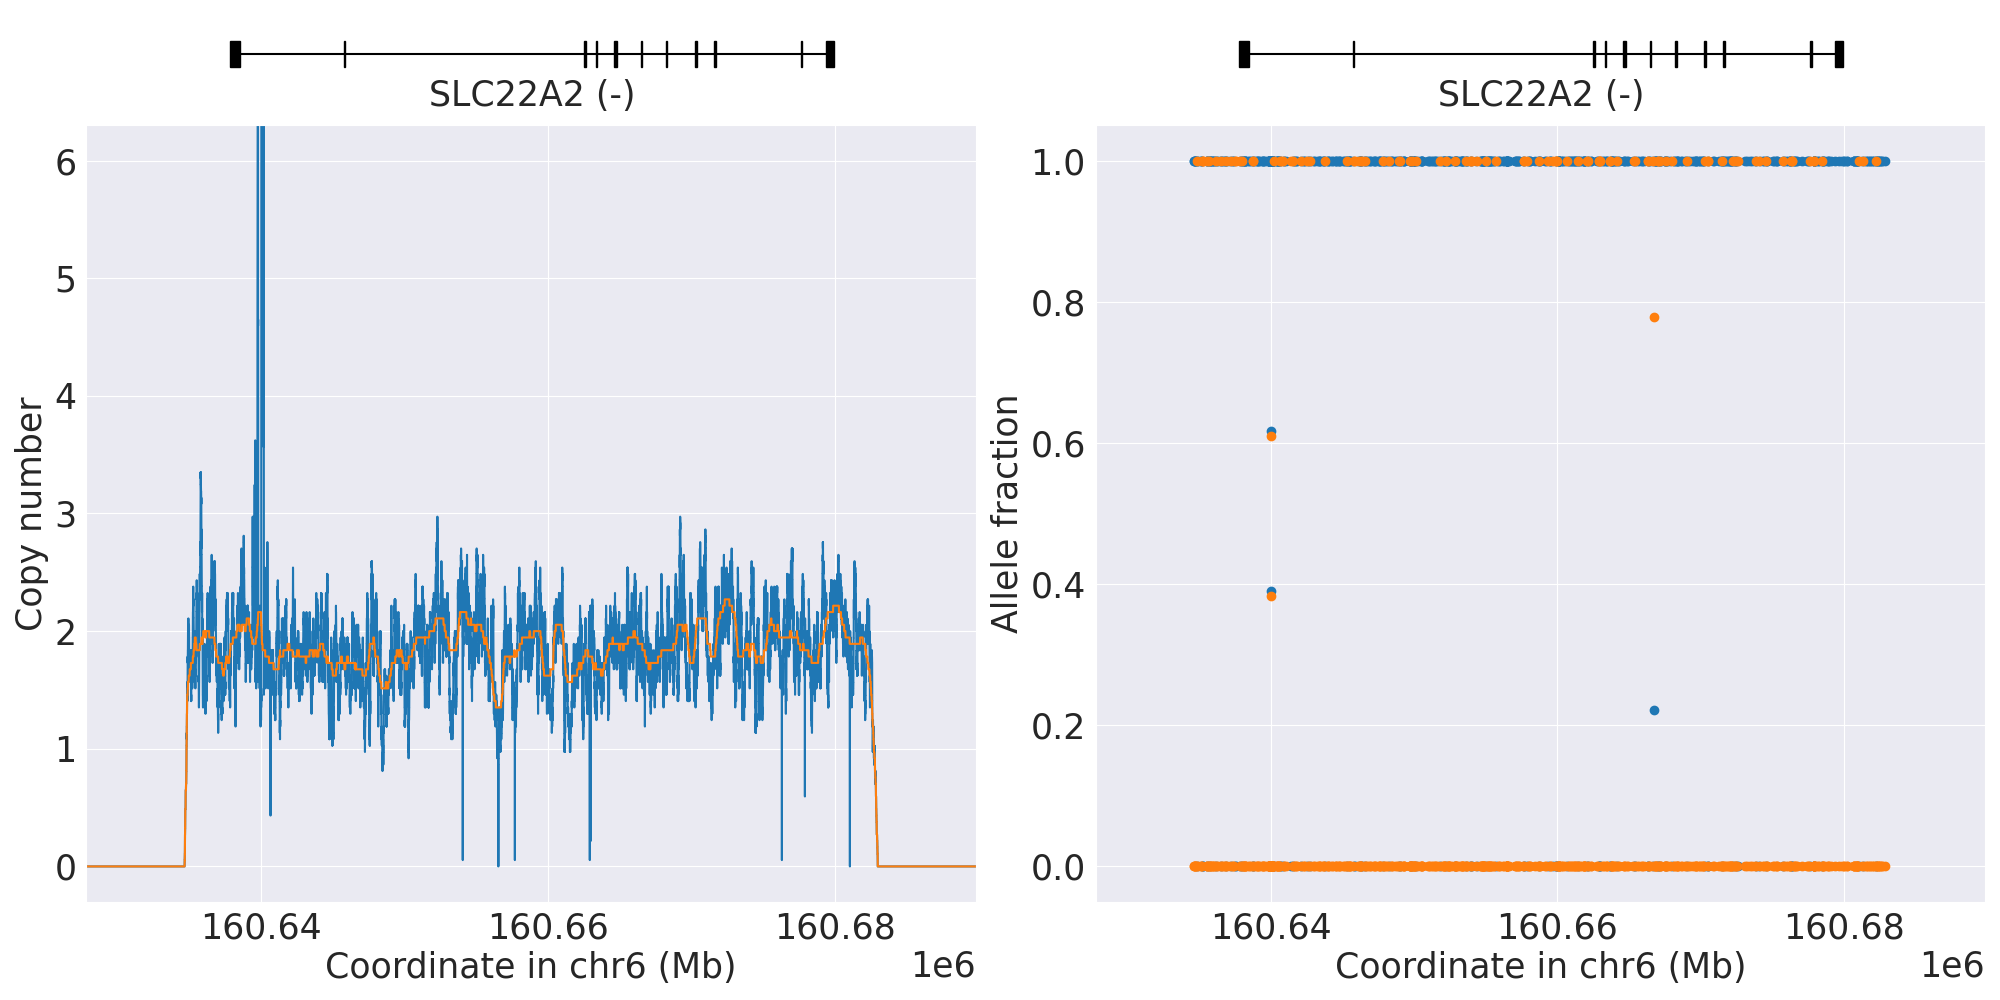 SLC22A2 (-)
6
5
4
3
2
1
0
Copy number
160.64 160.66 160.68
Coordinate in chr6 (Mb) 1e6
SLC22A2 (-)
1.0
0.8
0.6
0.4
0.2
0.0
Allele fraction
160.64 160.66 160.68
Coordinate in chr6 (Mb) 1e6